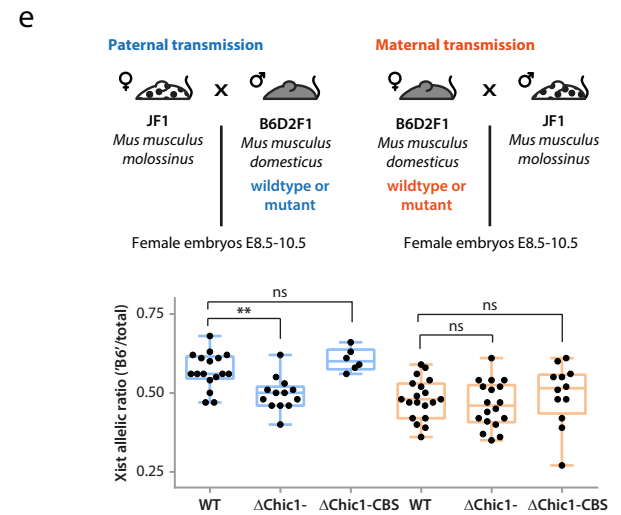 e
Paternal transmission
Maternal transmission
♀ x ♂
♀ x ♂
JF1
Mus musculus
molossinus
B6D2F1
Mus musculus
domesticus
wildtype or
mutant
B6D2F1
Mus musculus
domesticus
wildtype or
mutant
JF1
Mus musculus
molossinus
Female embryos E8.5-10.5
Female embryos E8.5-10.5
Xist allelic ratio ('B6'/total)
0.75
0.50
0.25
ns
**
ns
ns
WT ΔChic1- ΔChic1-CBS WT ΔChic1- ΔChic1-CBS